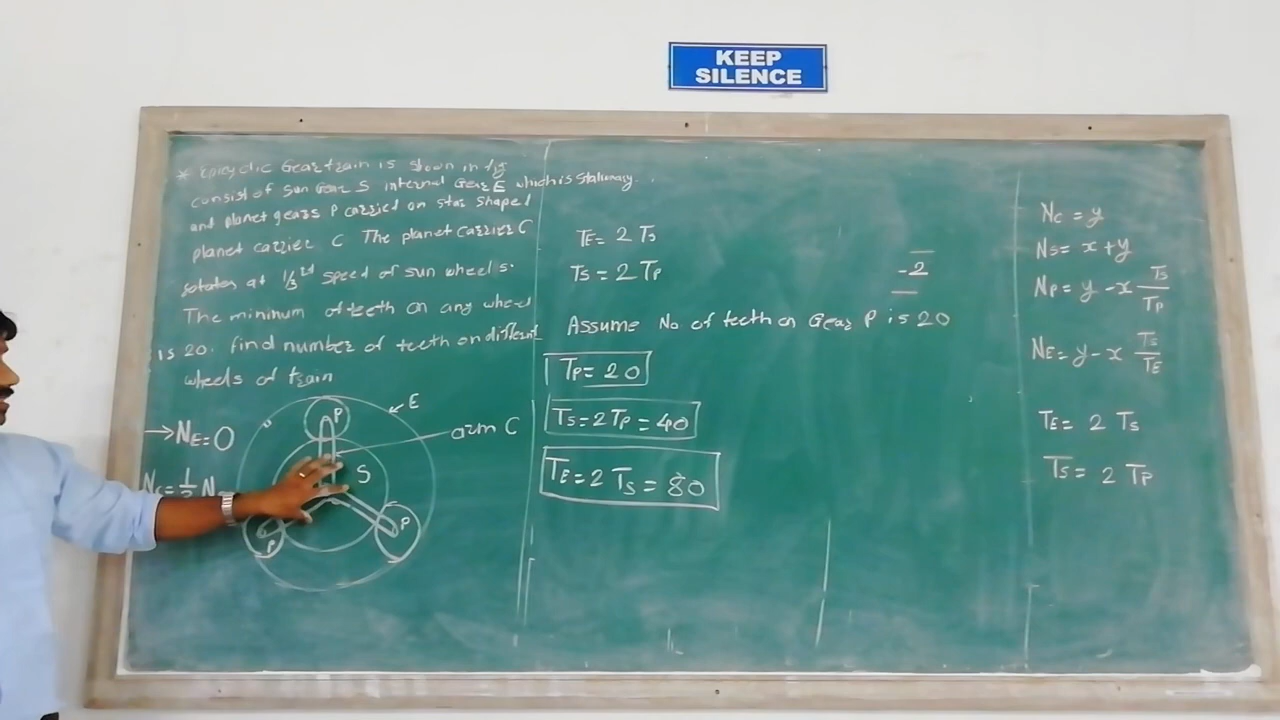 KEEP
SILENCE
* Epicyclic Gear train is shown in fig
consist of sun Gear S internal Gear E which is stationary.
and planet gears P carried on star shaped
planet carrier C The planet carrier C
rotates at 1/3rd speed of sun wheel S.
The mininum of teeth on any wheel
is 20. find number of teeth on different
wheels of train
→ NE = 0
P
E
arm C
S
P
P
TE = 2 TS
TS = 2 TP
-2
Assume No of teeth on Gear P is 20
TP = 20
TS = 2 TP = 40
TE = 2 TS = 80
NC = y
NS = x + y
NP = y - x TS/TP
NE = y - x TS/TE
TE = 2 TS
TS = 2 TP